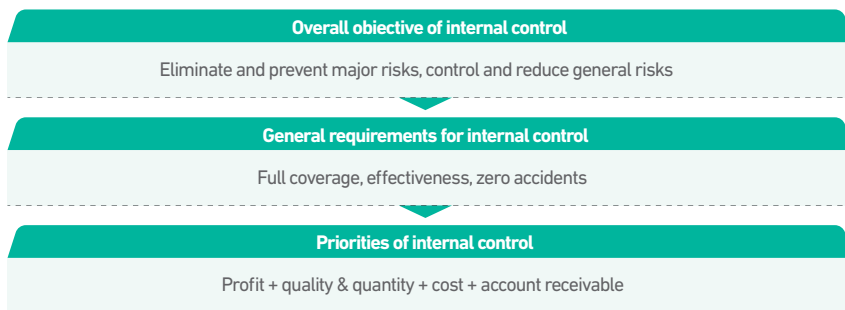 Overall objective of internal control
Eliminate and prevent major risks, control and reduce general risks
General requirements for internal control
Full coverage, effectiveness, zero accidents
Priorities of internal control
Profit + quality & quantity + cost + account receivable